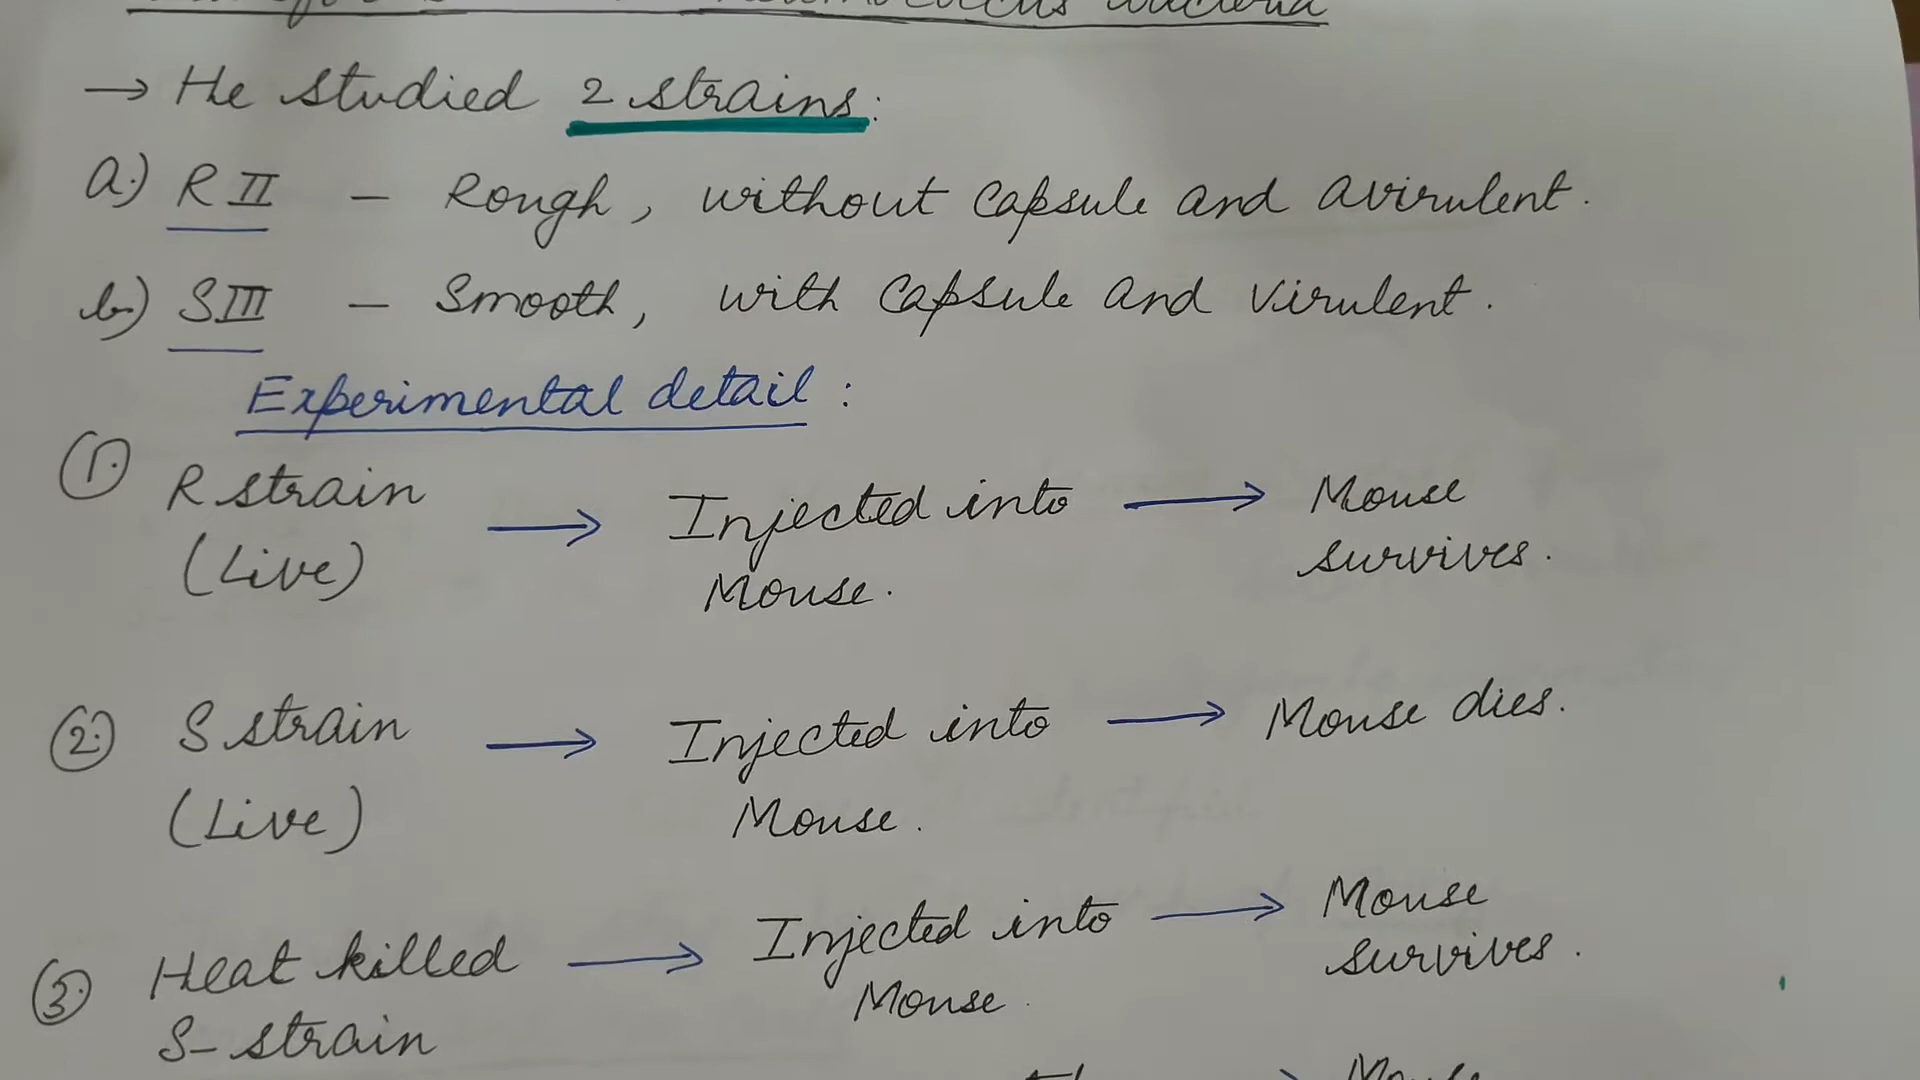 bacteria
→ He studied 2 strains:
a.) R II - Rough, without capsule and avirulent.
b.) S III - Smooth, with capsule and virulent.
Experimental detail:
(1.) R strain (Live) → Injected into Mouse. → Mouse survives.
(2.) S strain (Live) → Injected into Mouse. → Mouse dies.
(3.) Heat killed S-strain → Injected into Mouse. → Mouse survives.